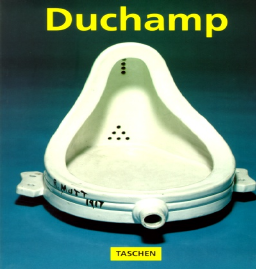 Duchamp
R. MUTT
1917
TASCHEN